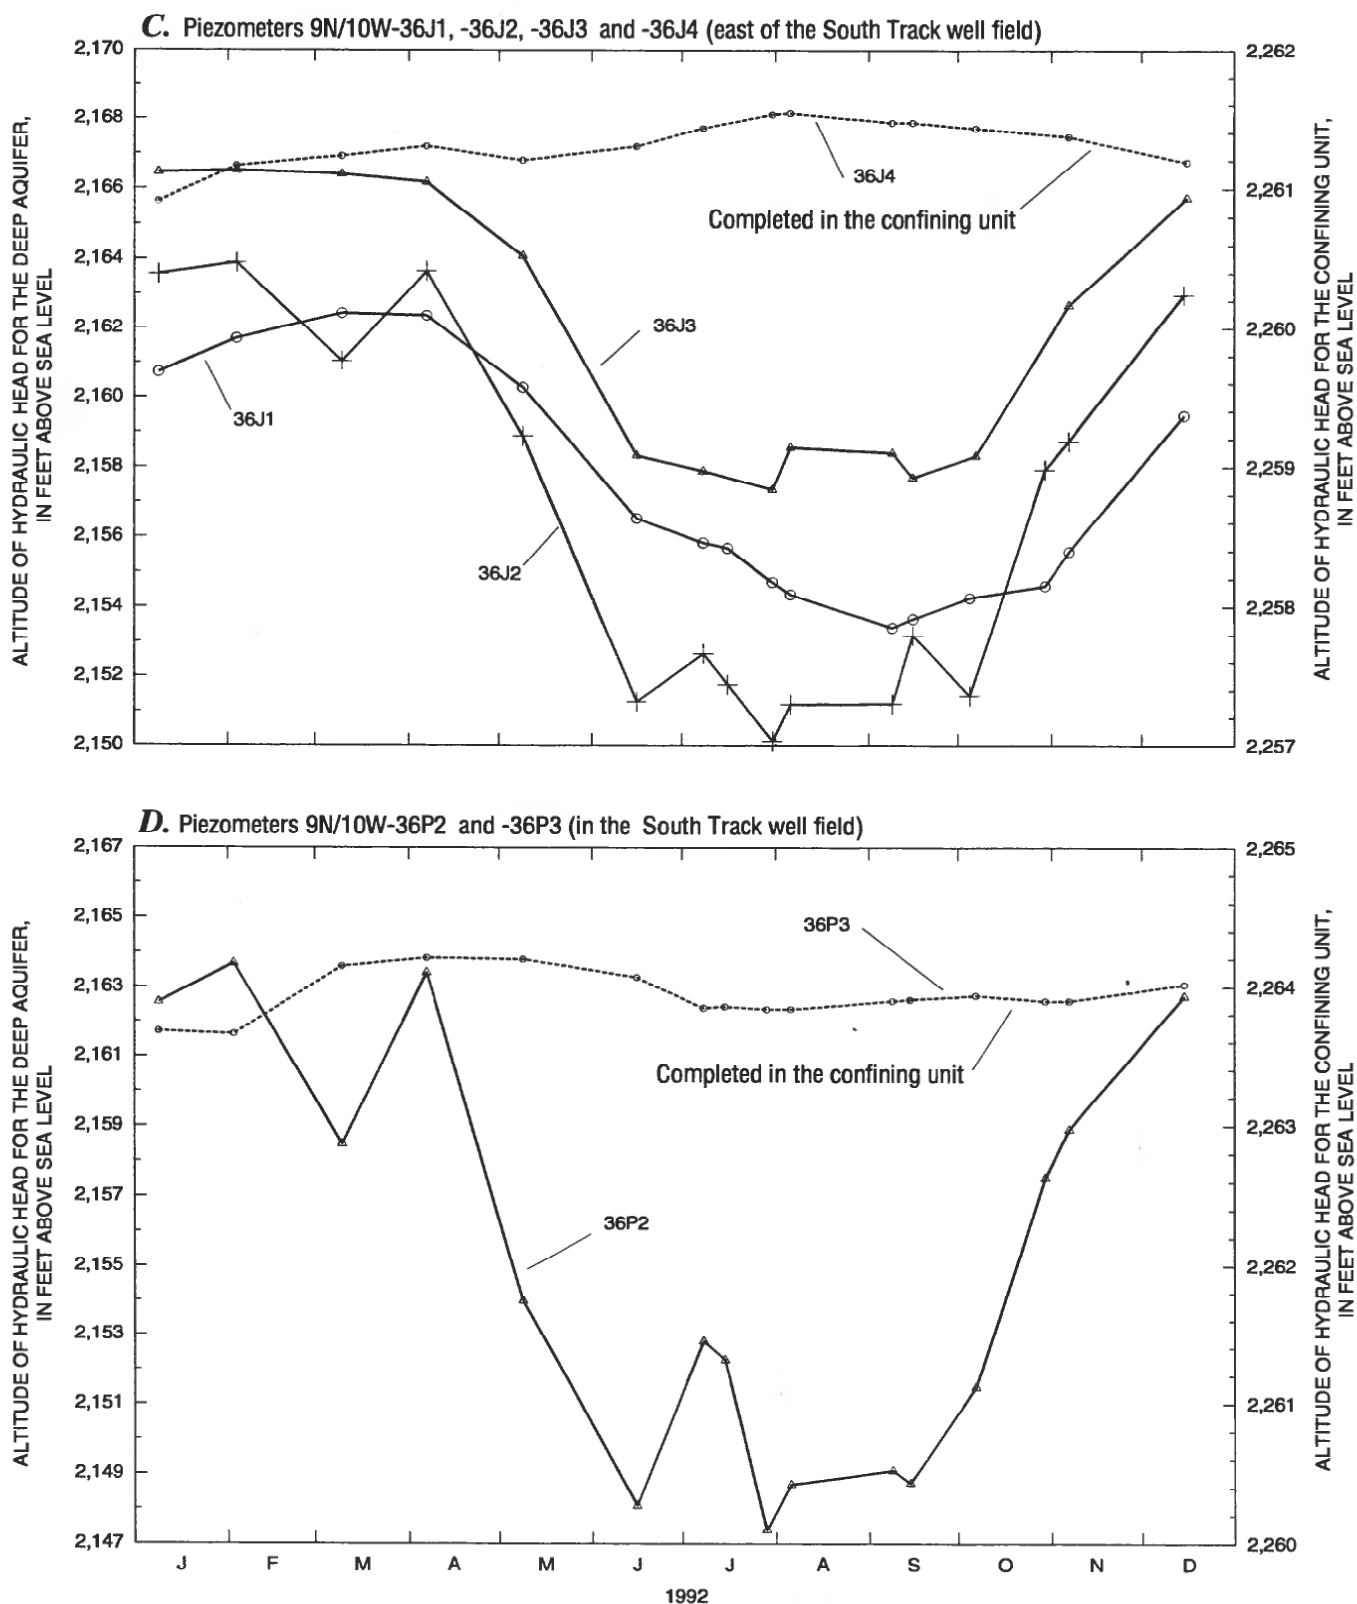 C. Piezometers 9N/10W-36J1, -36J2, -36J3 and -36J4 (east of the South Track well field)
ALTITUDE OF HYDRAULIC HEAD FOR THE DEEP AQUIFER,
IN FEET ABOVE SEA LEVEL
2,170
2,168
2,166
2,164
2,162
2,160
2,158
2,156
2,154
2,152
2,150
36J4
Completed in the confining unit
36J3
36J1
36J2
2,262
2,261
2,260
2,259
2,258
2,257
ALTITUDE OF HYDRAULIC HEAD FOR THE CONFINING UNIT,
IN FEET ABOVE SEA LEVEL
D. Piezometers 9N/10W-36P2 and -36P3 (in the South Track well field)
ALTITUDE OF HYDRAULIC HEAD FOR THE DEEP AQUIFER,
IN FEET ABOVE SEA LEVEL
2,167
2,165
2,163
2,161
2,159
2,157
2,155
2,153
2,151
2,149
2,147
36P3
Completed in the confining unit
36P2
2,265
2,264
2,263
2,262
2,261
2,260
ALTITUDE OF HYDRAULIC HEAD FOR THE CONFINING UNIT,
IN FEET ABOVE SEA LEVEL
J F M A M J J A S O N D
1992